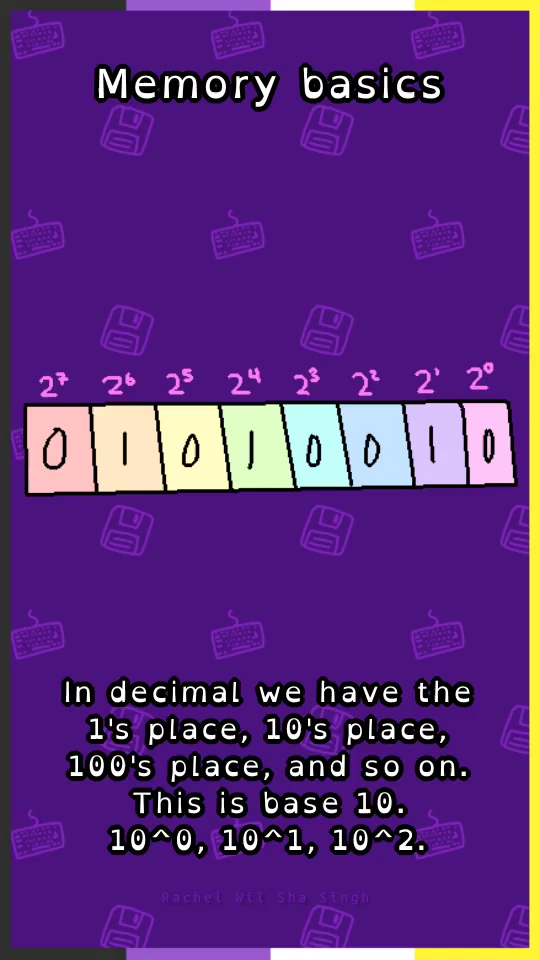 Memory basics
2⁷ 2⁶ 2⁵ 2⁴ 2³ 2² 2¹ 2⁰
0 1 0 1 0 0 1 0
In decimal we have the
1's place, 10's place,
100's place, and so on.
This is base 10.
10^0, 10^1, 10^2.
Rachel Wil Sha Singh